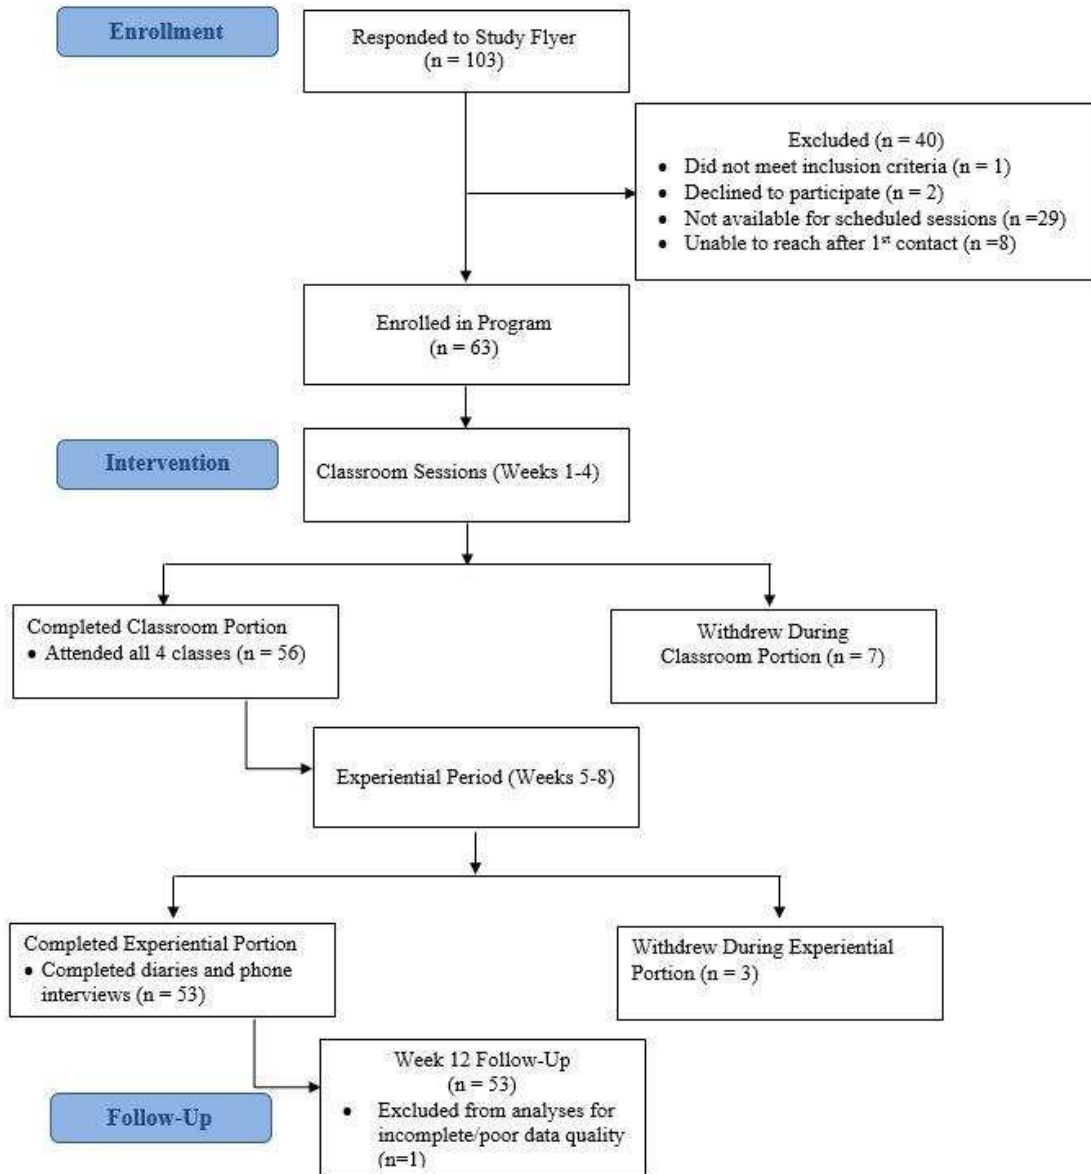 Enrollment
Responded to Study Flyer
(n = 103)
Excluded (n = 40)
• Did not meet inclusion criteria (n = 1)
• Declined to participate (n = 2)
• Not available for scheduled sessions (n =29)
• Unable to reach after 1st contact (n =8)
Enrolled in Program
(n = 63)
Intervention
Classroom Sessions (Weeks 1-4)
Completed Classroom Portion
• Attended all 4 classes (n = 56)
Withdrew During
Classroom Portion (n = 7)
Experiential Period (Weeks 5-8)
Completed Experiential Portion
• Completed diaries and phone
interviews (n = 53)
Withdrew During Experiential
Portion (n = 3)
Week 12 Follow-Up
(n = 53)
• Excluded from analyses for
incomplete/poor data quality
(n=1)
Follow-Up